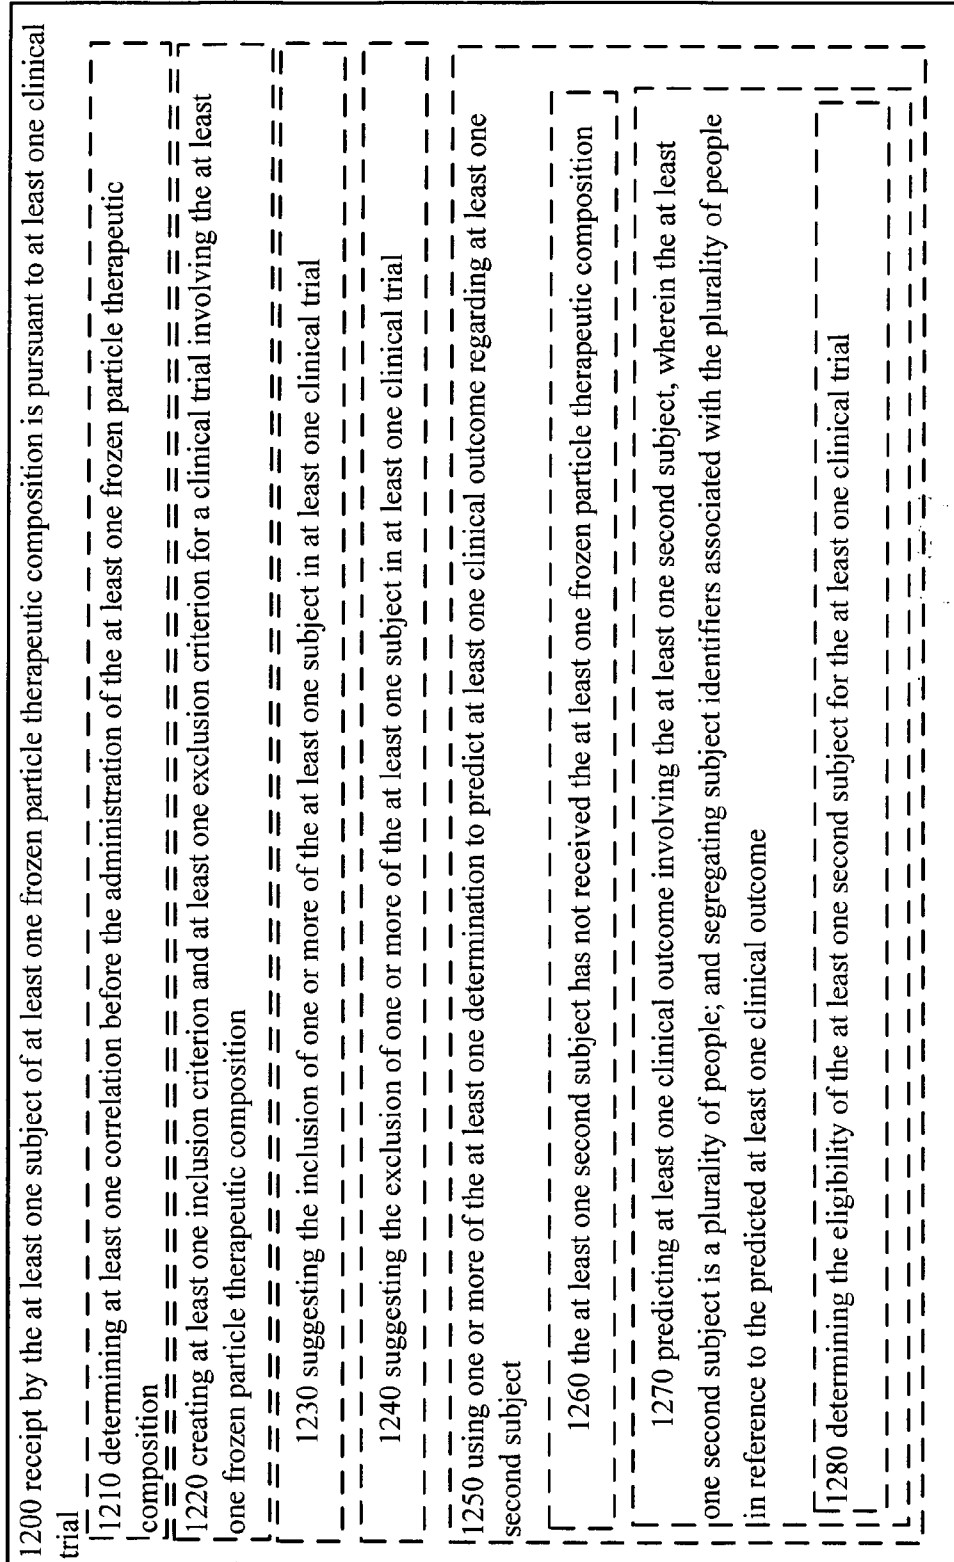 1200 receipt by the at least one subject of at least one frozen particle therapeutic composition is pursuant to at least one clinical
trial
1210 determining at least one correlation before the administration of the at least one frozen particle therapeutic
composition
1220 creating at least one inclusion criterion and at least one exclusion criterion for a clinical trial involving the at least
one frozen particle therapeutic composition
1230 suggesting the inclusion of one or more of the at least one subject in at least one clinical trial
1240 suggesting the exclusion of one or more of the at least one subject in at least one clinical trial
1250 using one or more of the at least one determination to predict at least one clinical outcome regarding at least one
second subject
1260 the at least one second subject has not received the at least one frozen particle therapeutic composition
1270 predicting at least one clinical outcome involving the at least one second subject, wherein the at least
one second subject is a plurality of people; and segregating subject identifiers associated with the plurality of people
in reference to the predicted at least one clinical outcome
1280 determining the eligibility of the at least one second subject for the at least one clinical trial